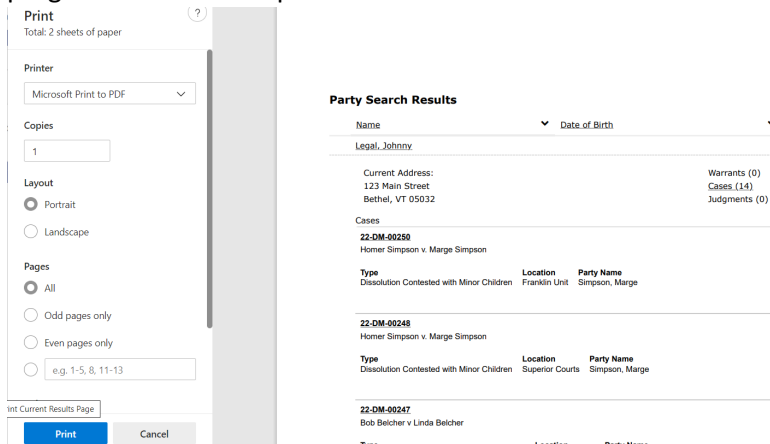 Print
?
Total: 2 sheets of paper
Printer
Microsoft Print to PDF
Copies
1
Layout
Portrait
Landscape
Pages
All
Odd pages only
Even pages only
e.g. 1-5, 8, 11-13
int Current Results Page
Print Cancel
Party Search Results
Name Date of Birth
Legal, Johnny
Current Address: Warrants (0)
123 Main Street Cases (14)
Bethel, VT 05032 Judgments (0)
Cases
22-DM-00250
Homer Simpson v. Marge Simpson
Type Location Party Name
Dissolution Contested with Minor Children Franklin Unit Simpson, Marge
22-DM-00248
Homer Simpson v. Marge Simpson
Type Location Party Name
Dissolution Contested with Minor Children Superior Courts Simpson, Marge
22-DM-00247
Bob Belcher v Linda Belcher
Type Location Party Name